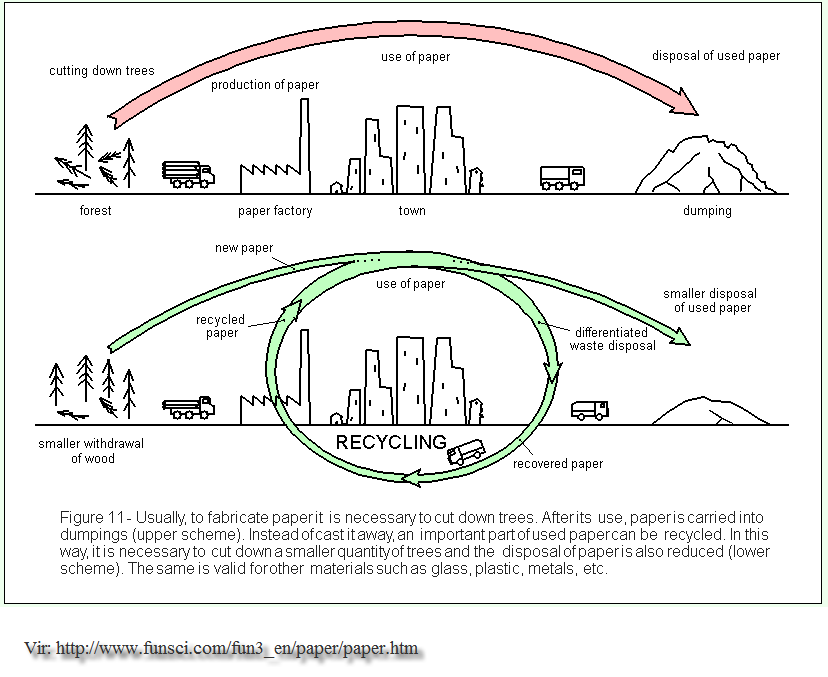 cutting down trees
production of paper
use of paper
disposal of used paper
forest
paper factory
town
dumping
new paper
use of paper
smaller disposal
of used paper
recycled
paper
differentiated
waste disposal
smaller withdrawal
of wood
RECYCLING
recovered paper
Figure 11 - Usually, to fabricate paper it is necessary to cut down trees. After its use, paper is carried into
dumpings (upper scheme). Instead of cast it away, an important part of used paper can be recycled. In this
way, it is necessary to cut down a smaller quantity of trees and the disposal of paper is also reduced (lower
scheme). The same is valid for other materials such as glass, plastic, metals, etc.
Vir: http://www.funsci.com/fun3_en/paper/paper.htm